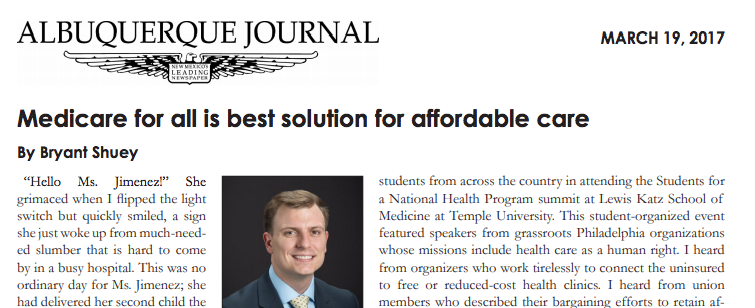 ALBUQUERQUE JOURNAL
NEW MEXICO'S
LEADING
NEWSPAPER
MARCH 19, 2017
Medicare for all is best solution for affordable care
By Bryant Shuey
“Hello Ms. Jimenez!” She
grimaced when I flipped the light
switch but quickly smiled, a sign
she just woke up from much-need-
ed slumber that is hard to come
by in a busy hospital. This was no
ordinary day for Ms. Jimenez; she
had delivered her second child the
students from across the country in attending the Students for
a National Health Program summit at Lewis Katz School of
Medicine at Temple University. This student-organized event
featured speakers from grassroots Philadelphia organizations
whose missions include health care as a human right. I heard
from organizers who work tirelessly to connect the uninsured
to free or reduced-cost health clinics. I heard from union
members who described their bargaining efforts to retain af-